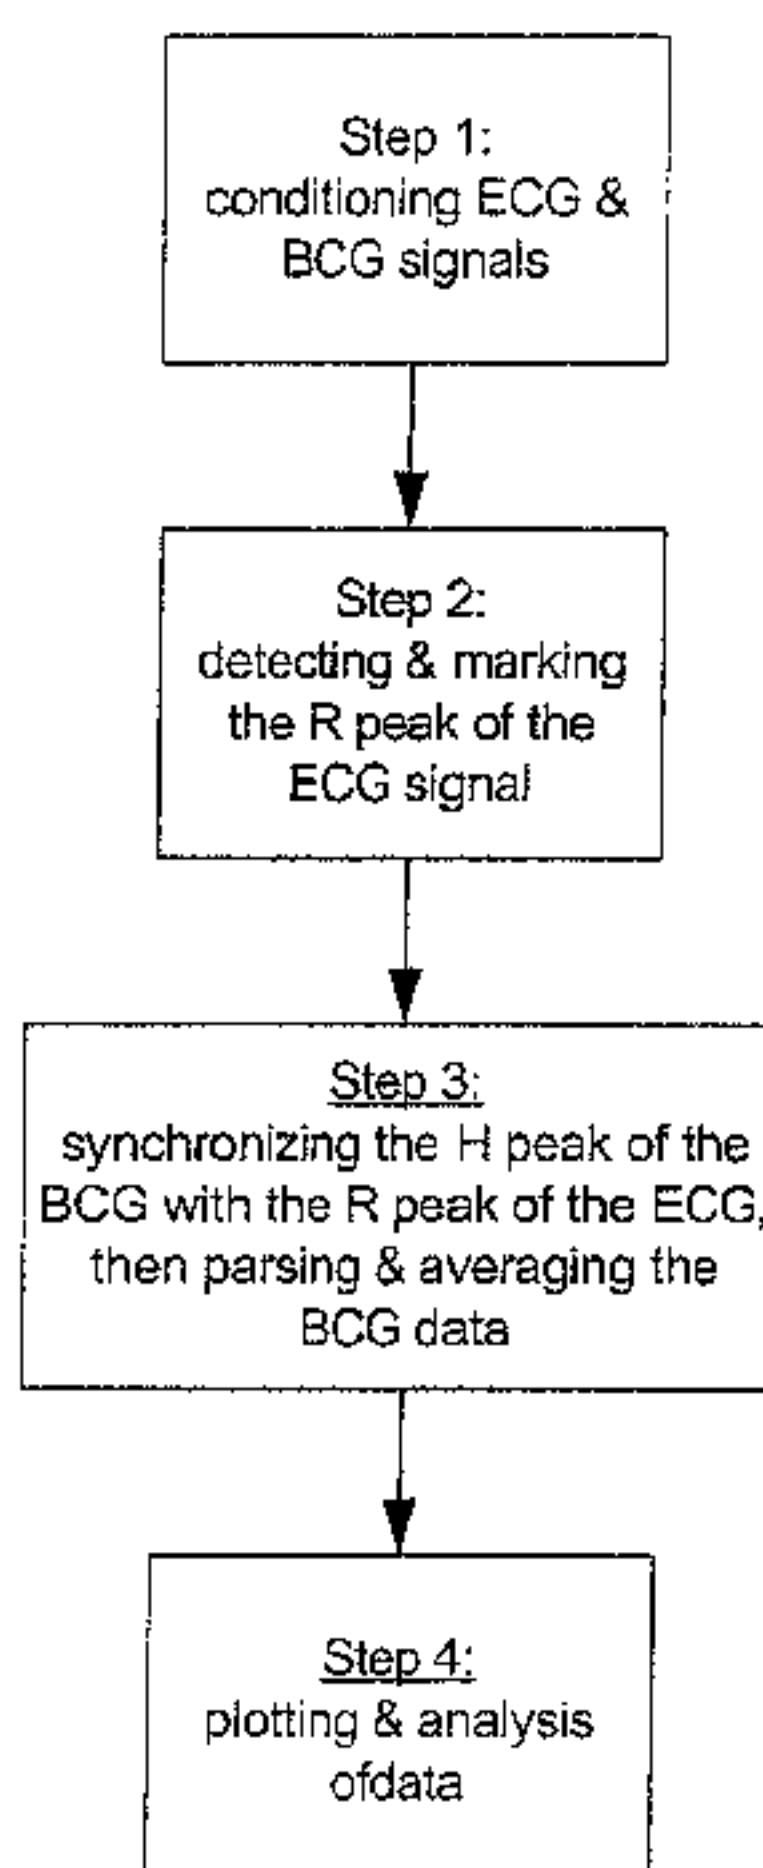 Step 1:
conditioning ECG &
BCG signals
Step 2:
detecting & marking
the R peak of the
ECG signal
Step 3:
synchronizing the H peak of the
BCG with the R peak of the ECG,
then parsing & averaging the
BCG data
Step 4:
plotting & analysis
ofdata